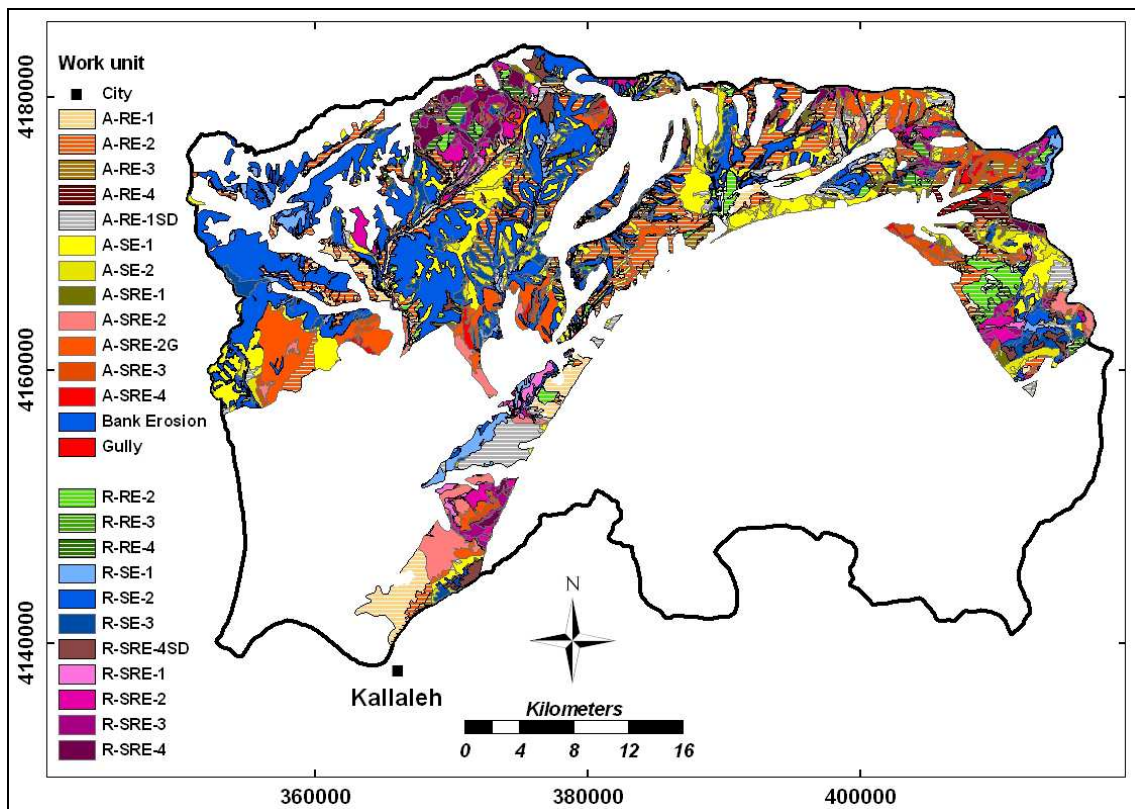 Work unit
City
A-RE-1
A-RE-2
A-RE-3
A-RE-4
A-RE-1SD
A-SE-1
A-SE-2
A-SRE-1
A-SRE-2
A-SRE-2G
A-SRE-3
A-SRE-4
Bank Erosion
Gully
R-RE-2
R-RE-3
R-RE-4
R-SE-1
R-SE-2
R-SE-3
R-SRE-4SD
R-SRE-1
R-SRE-2
R-SRE-3
R-SRE-4
4180000
4160000
4140000
N
Kallaleh
Kilometers
0 4 8 12 16
360000 380000 400000